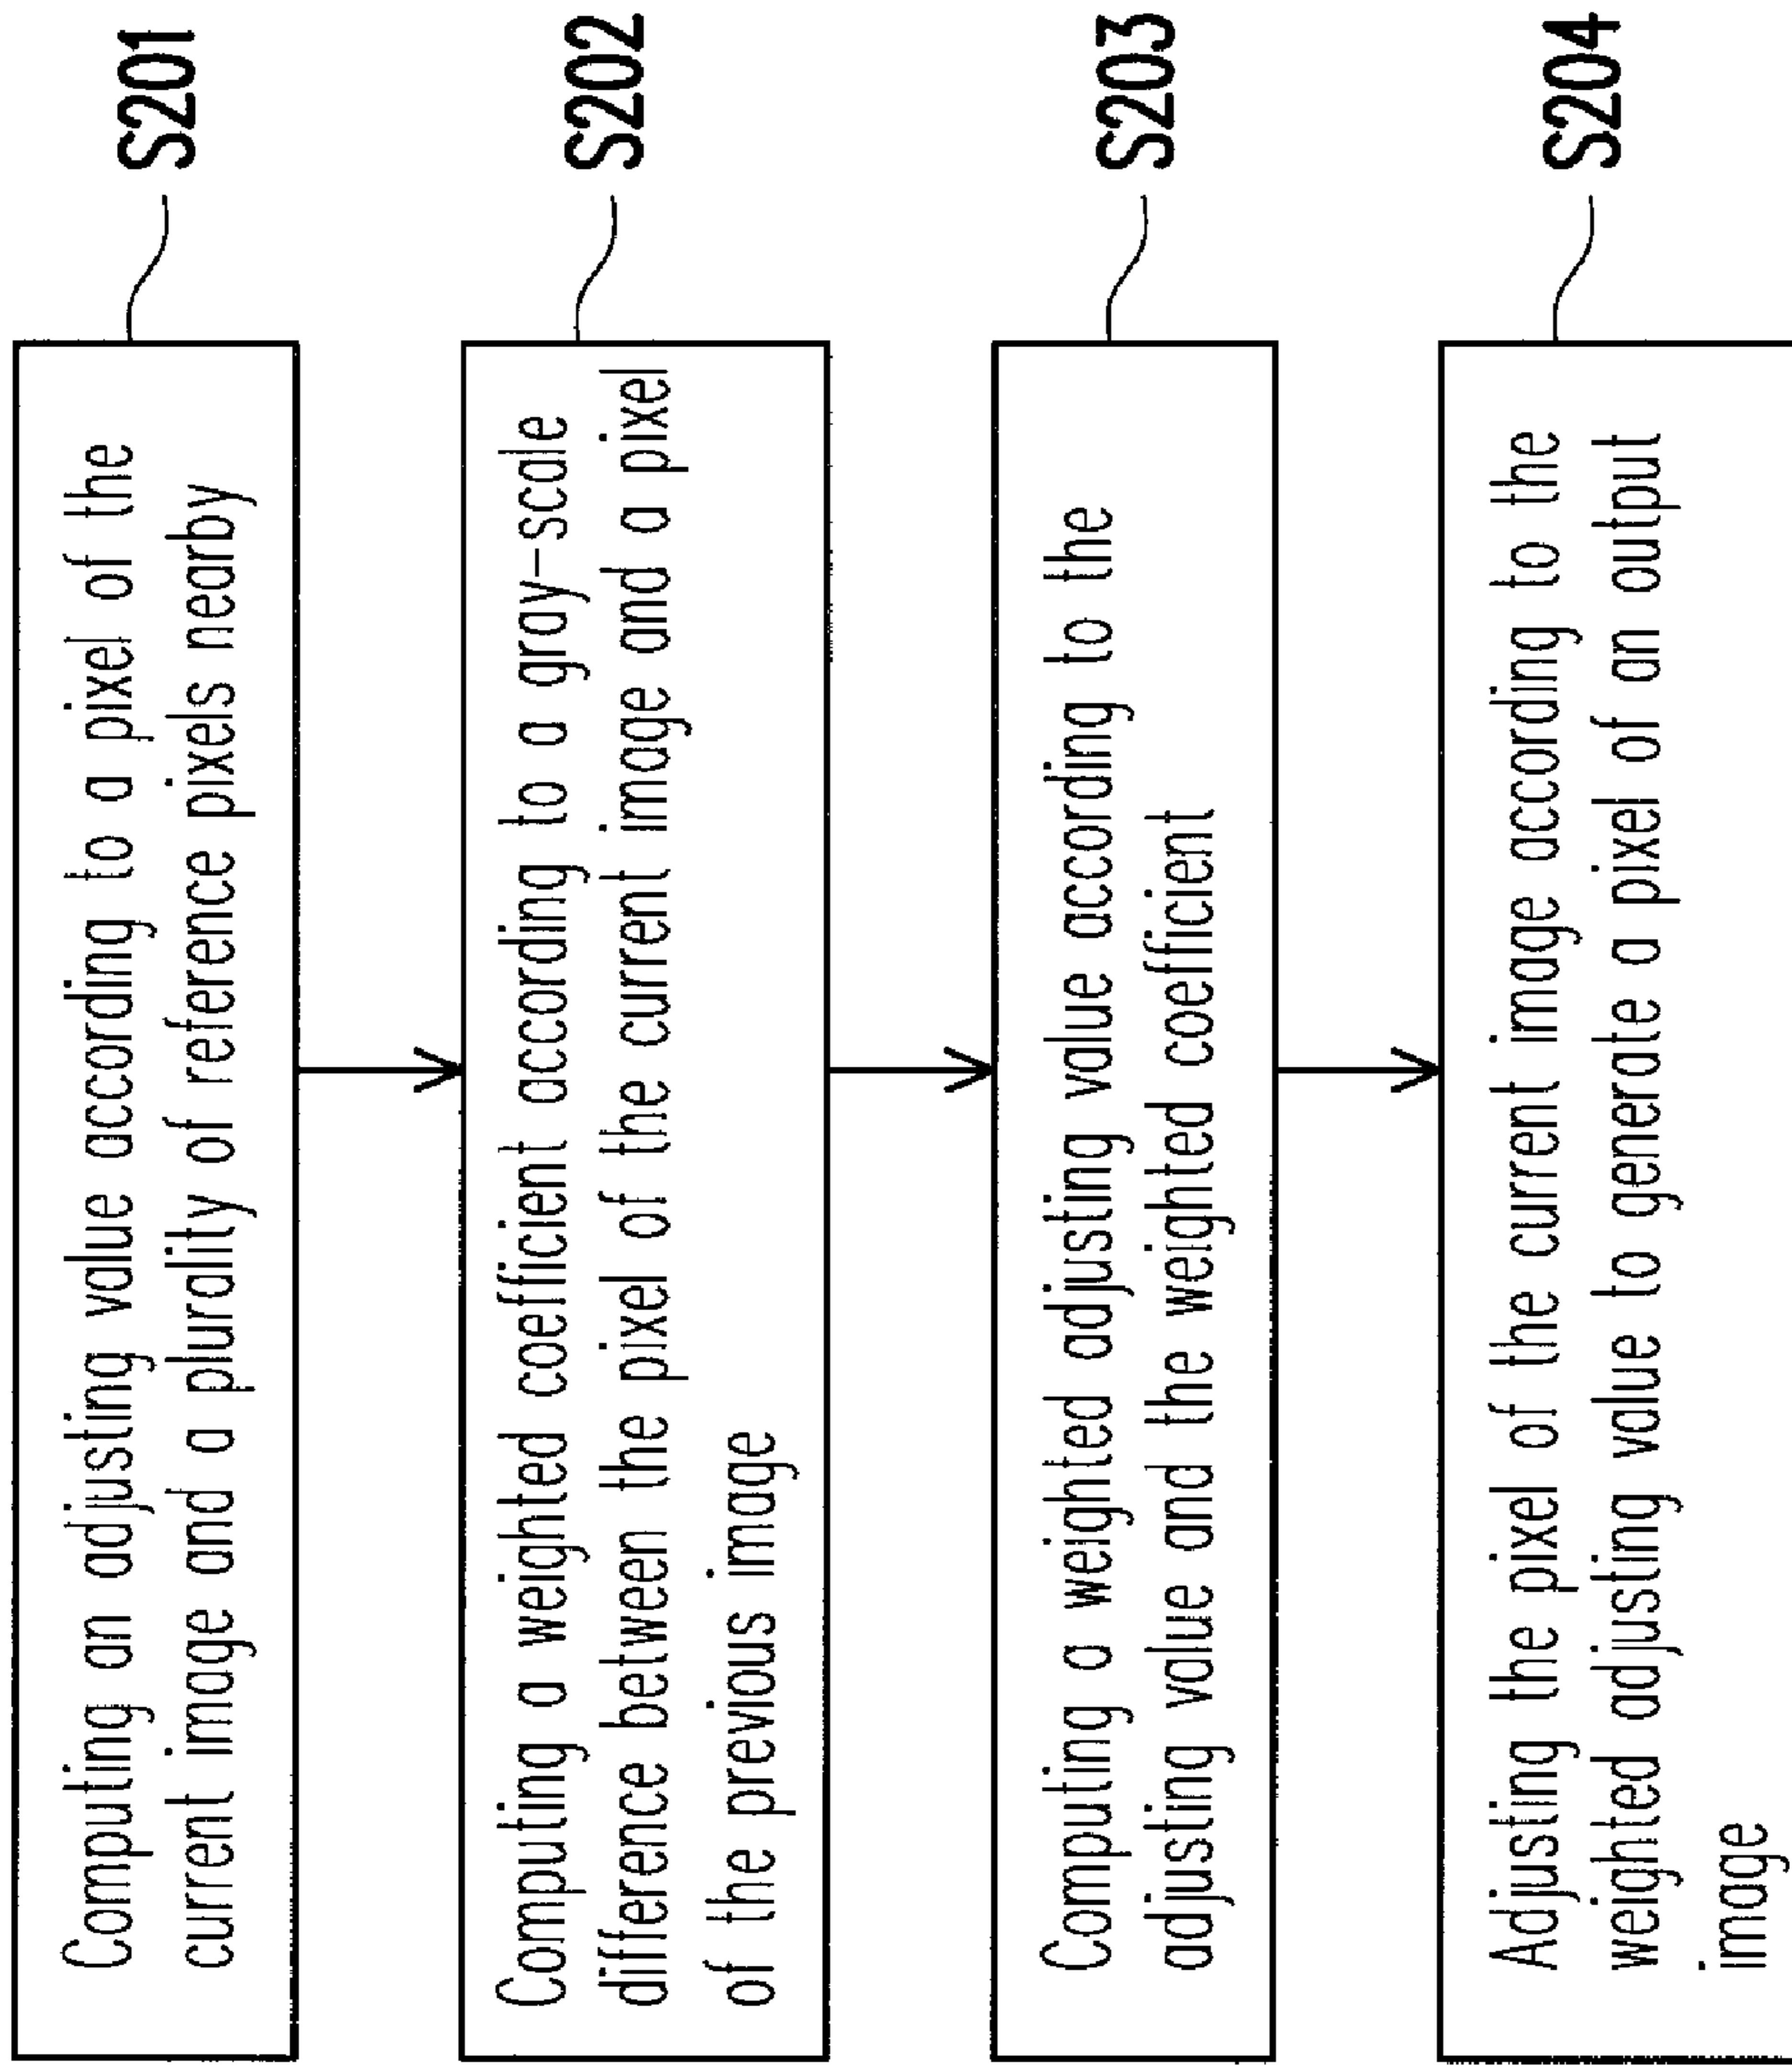 Computing an adjusting value according to a pixel of the
current image and a plurality of reference pixels nearby
S201
Computing a weighted coefficient according to a gray-scale
difference between the pixel of the current image and a pixel
of the previous image
S202
Computing a weighted adjusting value according to the
adjusting value and the weighted coefficient
S203
Adjusting the pixel of the current image according to the
weighted adjusting value to generate a pixel of an output
image
S204